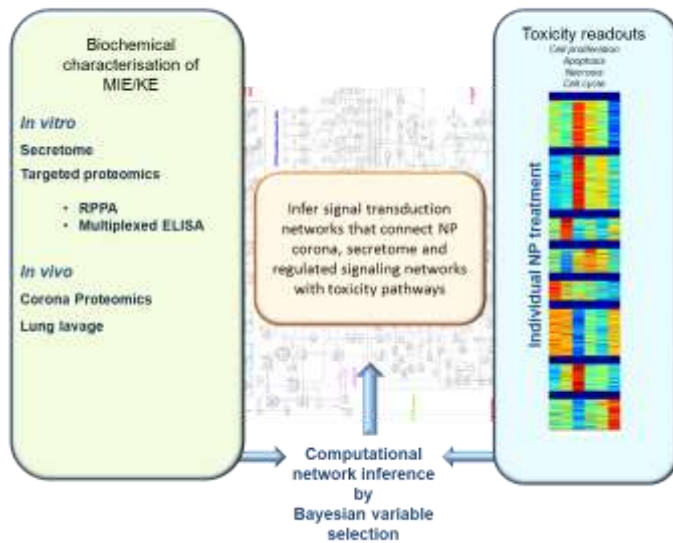 Biochemical
characterisation of
MIE/KE
In vitro
Secretome
Targeted proteomics
• RPPA
• Multiplexed ELISA
In vivo
Corona Proteomics
Lung lavage
Infer signal transduction
networks that connect NP
corona, secretome and
regulated signaling networks
with toxicity pathways
Computational
network inference
by
Bayesian variable
selection
Toxicity readouts
Cell proliferation
Apoptosis
Necrosis
Cell cycle
Individual NP treatment